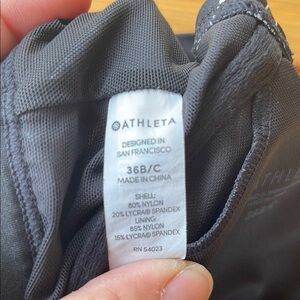 ATHLETA
DESIGNED IN
SAN FRANCISCO
36B/C
MADE IN CHINA
SHELL:
80% NYLON
20% LYCRA® SPANDEX
LINING:
85% NYLON
15% LYCRA® SPANDEX
RN 54023